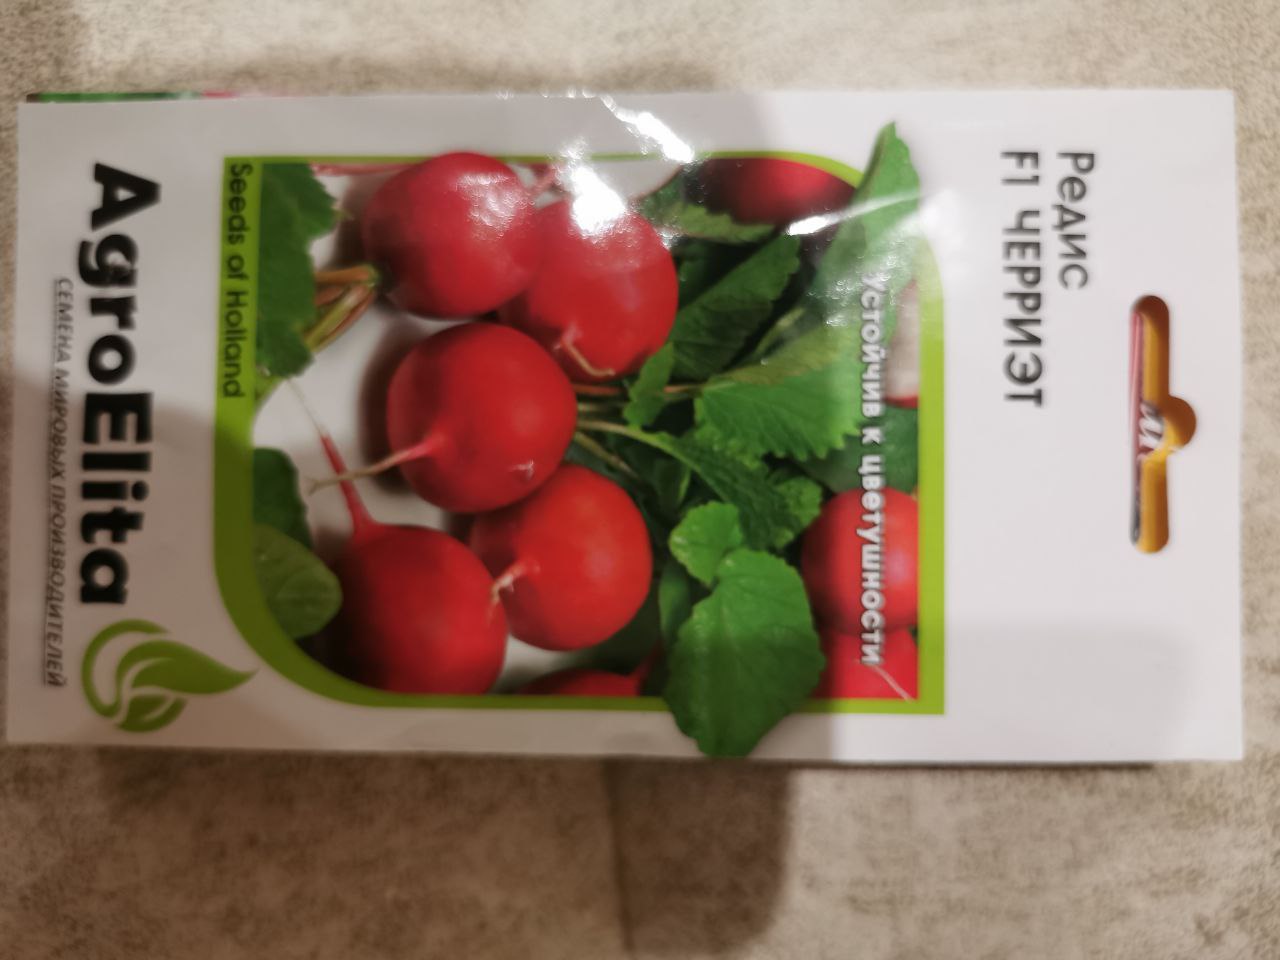 Редис
F1 ЧЕРРИЭТ
Устойчив к цветушности
Seeds of Holland
AgroElita
СЕМЕНА МИРОВЫХ ПРОИЗВОДИТЕЛЕЙ